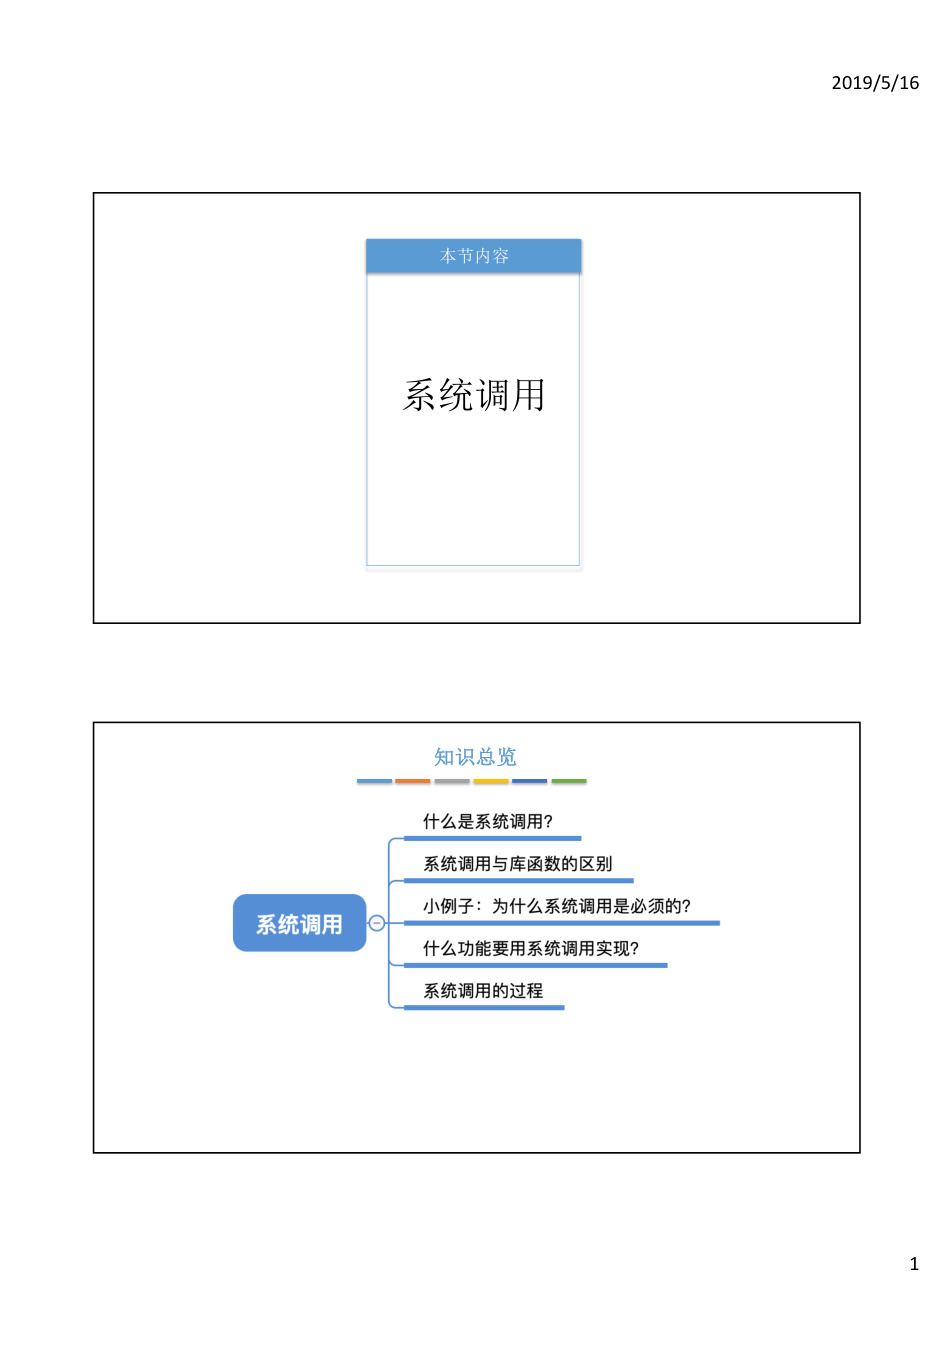 2019/5/16
本节内容
系统调用
知识总览
什么是系统调用?
系统调用与库函数的区别
小例子：为什么系统调用是必须的?
系统调用
什么功能要用系统调用实现?
系统调用的过程
1